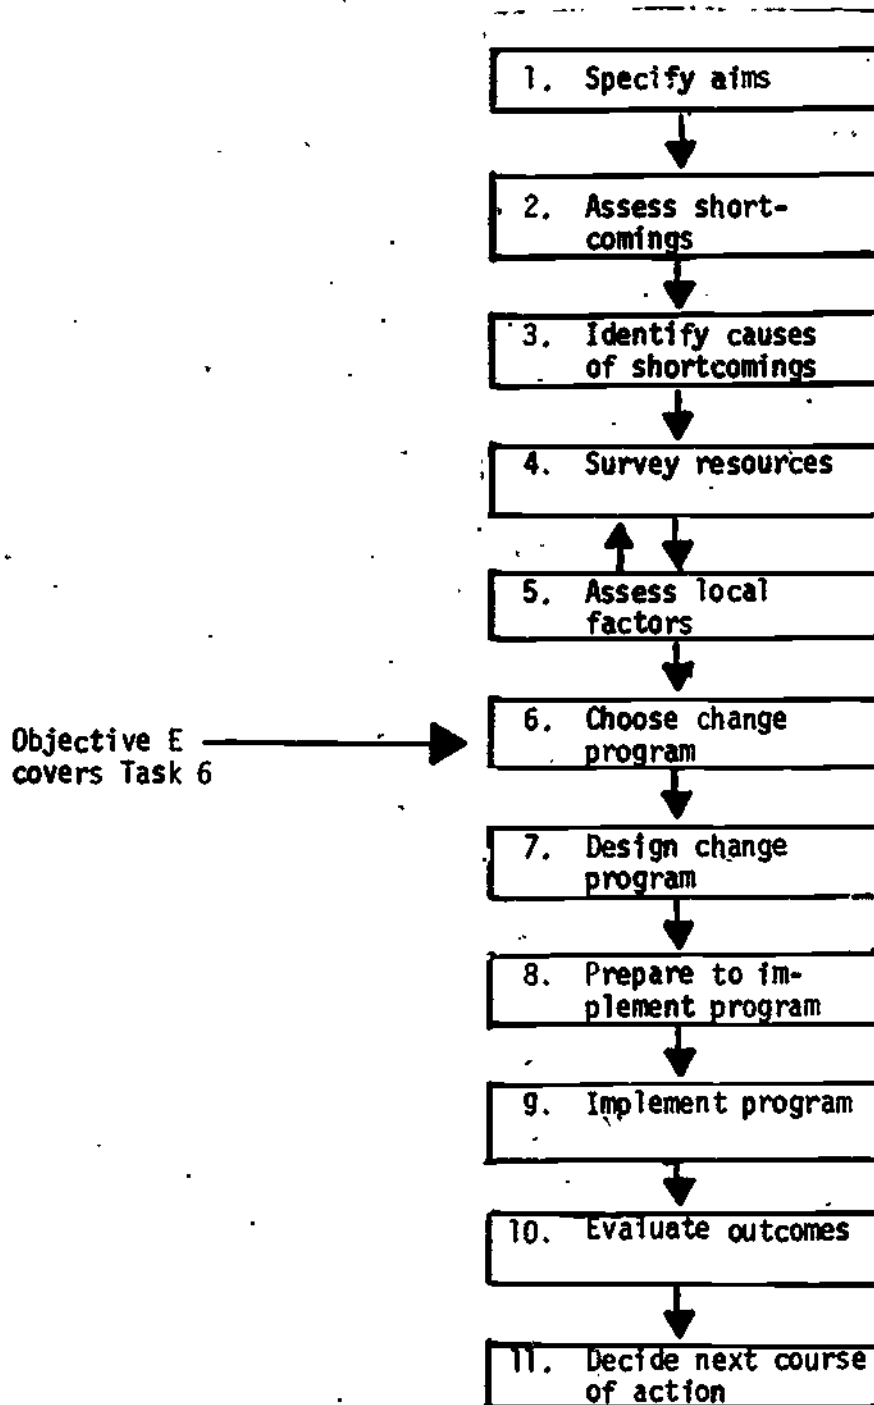 1. Specify aims
2. Assess short-
comings
3. Identify causes
of shortcomings
4. Survey resources
5. Assess local
factors
Objective E
covers Task 6
6. Choose change
program
7. Design change
program
8. Prepare to im-
plement program
9. Implement program
10. Evaluate outcomes
11. Decide next course
of action